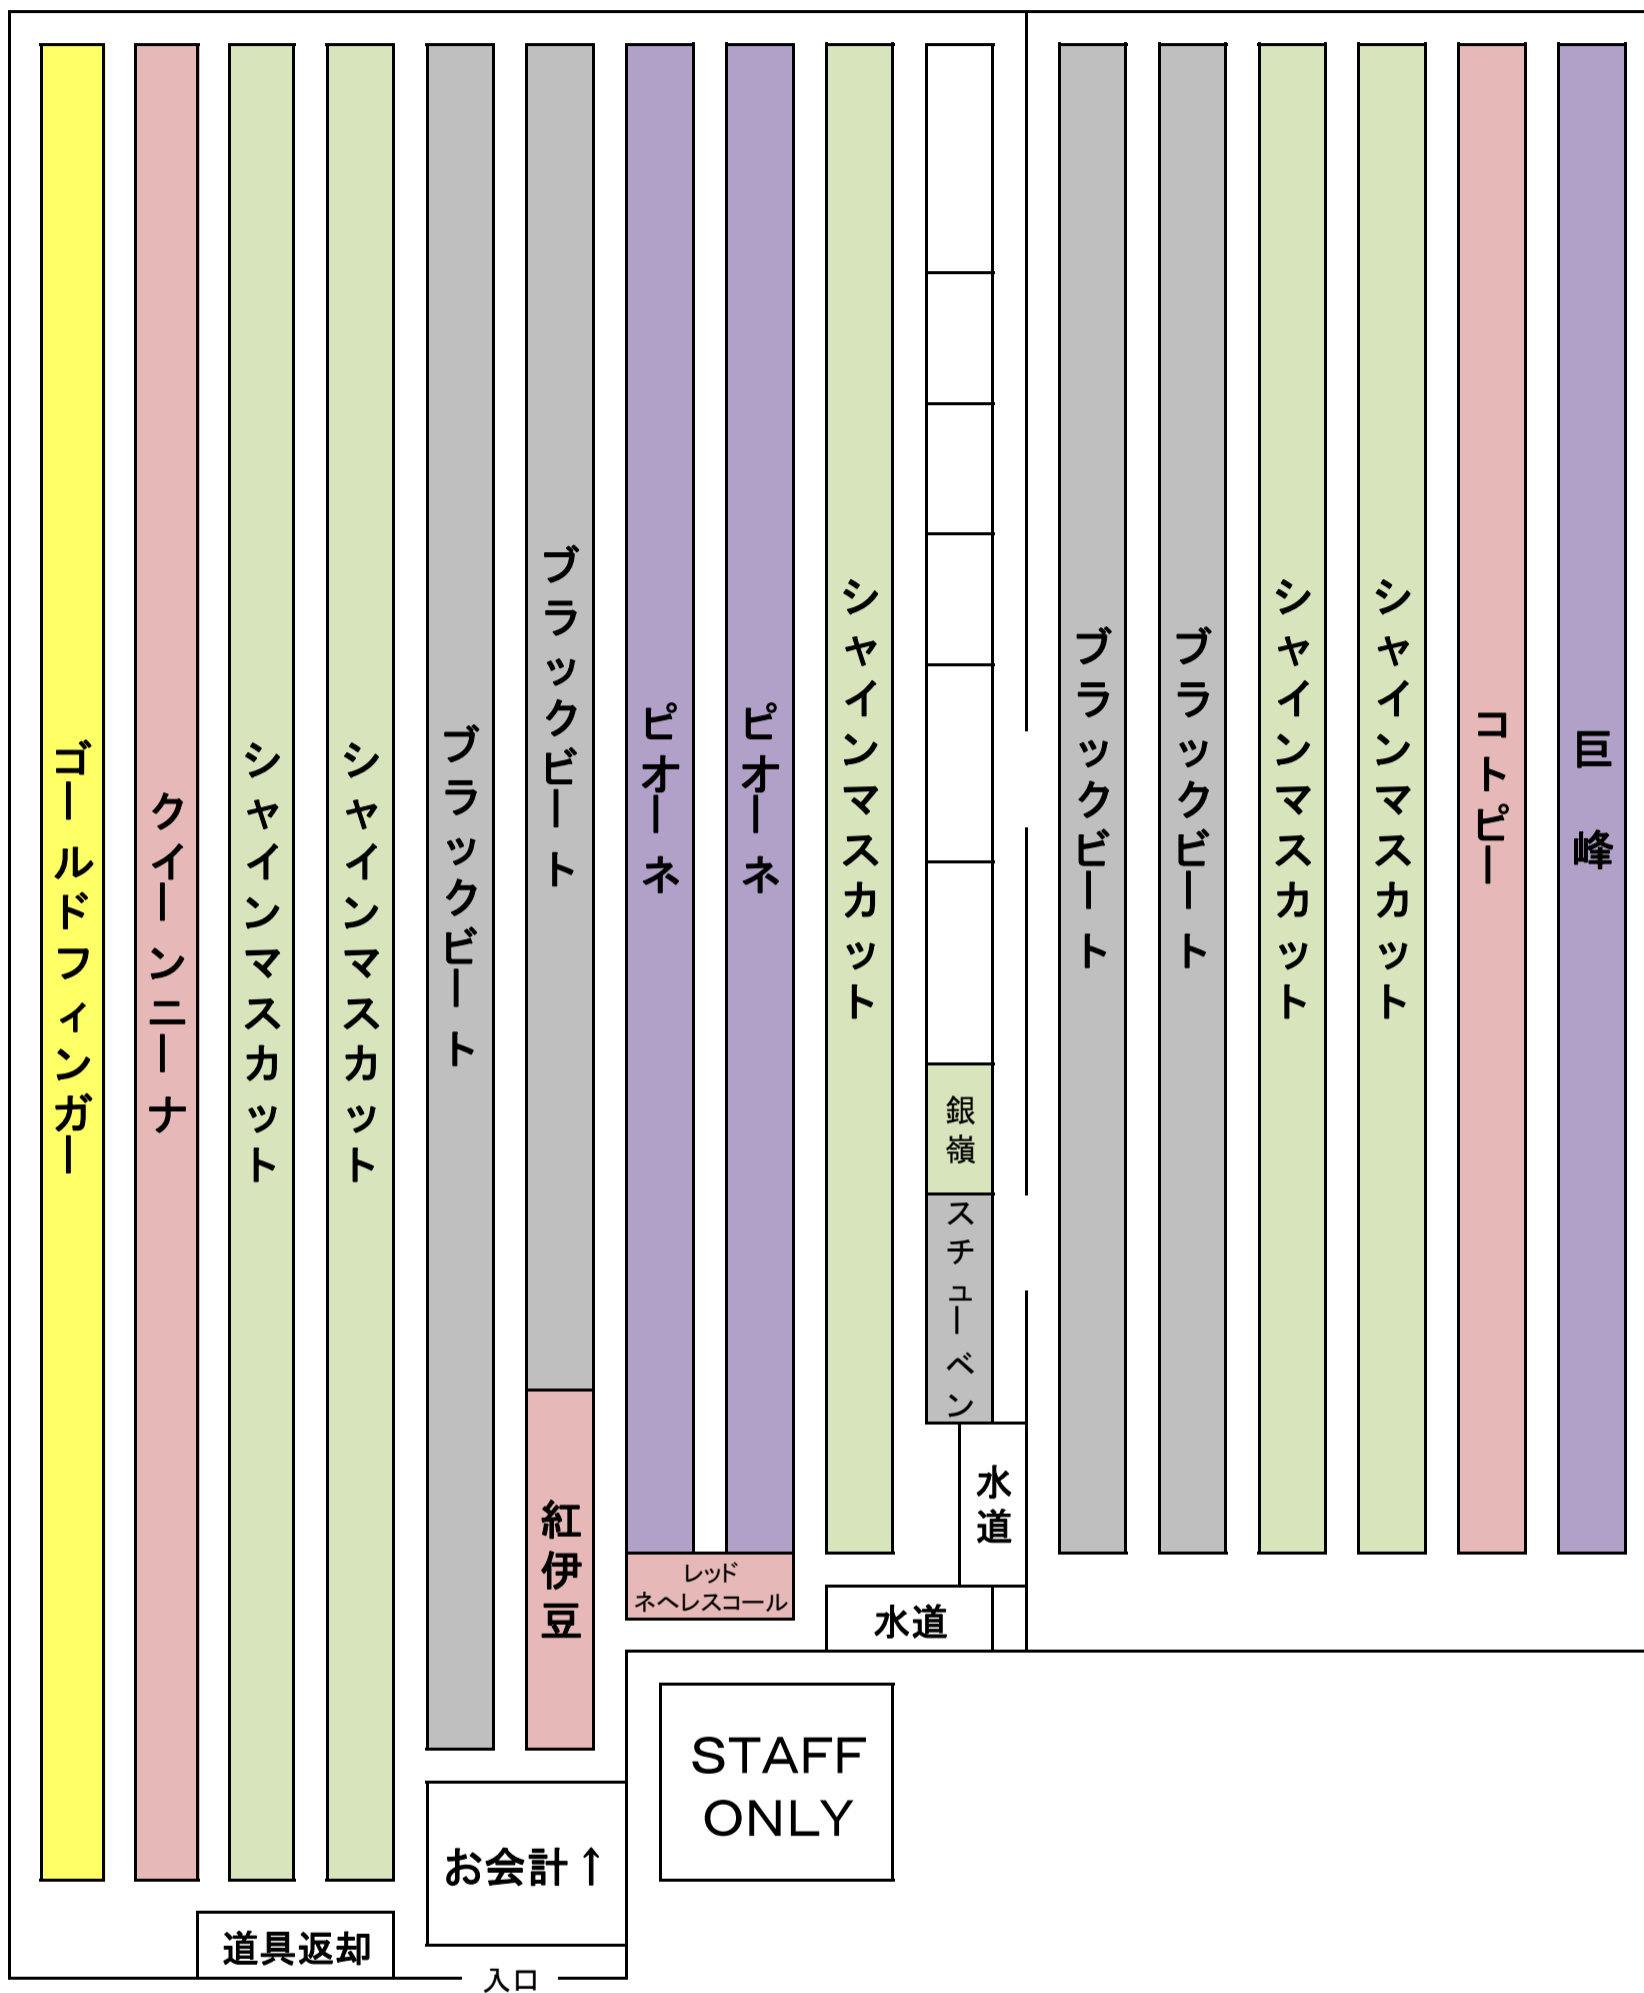 ゴールドフィンガー
クイーンニーナ
シャインマスカット
シャインマスカット
ブラックビート
ブラックビート
紅伊豆
ピオーネ
ピオーネ
レッド
ネヘレスコール
シャインマスカット
銀嶺
スチューベン
水道
水道
ブラックビート
ブラックビート
シャインマスカット
シャインマスカット
コトピー
巨峰
STAFF
ONLY
お会計↑
道具返却
入口